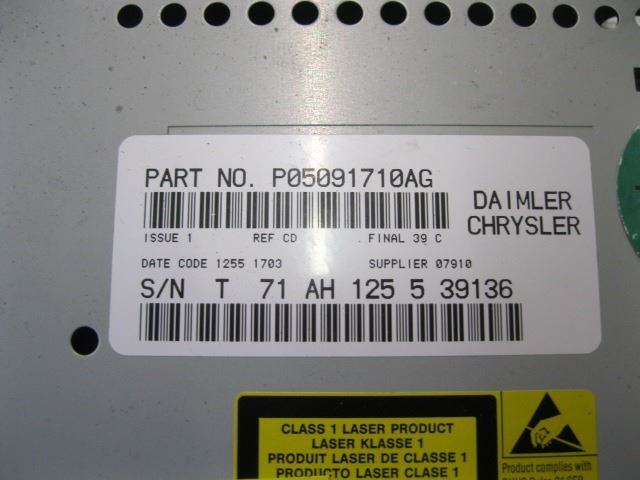 PART NO. P05091710AG
DAIMLER
CHRYSLER
ISSUE 1 REF CD FINAL 39 C
DATE CODE 1255 1703 SUPPLIER 07910
S/N T 71 AH 125 5 39136
CLASS 1 LASER PRODUCT
LASER KLASSE 1
PRODUIT LASER DE CLASSE 1
PRODUCTO LASER CLASE 1
Product complies with